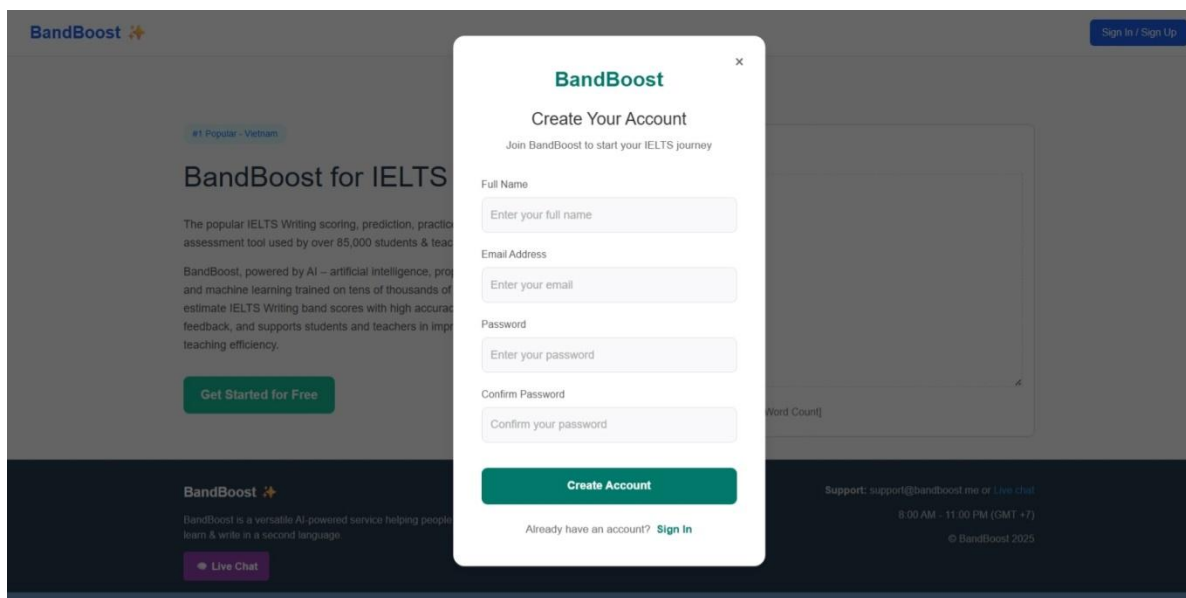 BandBoost ✨
Sign In / Sign Up
#1 Popular - Vietnam
BandBoost for IELTS
The popular IELTS Writing scoring, prediction, practice
assessment tool used by over 85,000 students & teac
BandBoost, powered by AI – artificial intelligence, prop
and machine learning trained on tens of thousands of
estimate IELTS Writing band scores with high accurac
feedback, and supports students and teachers in impr
teaching efficiency.
Get Started for Free
×
BandBoost
Create Your Account
Join BandBoost to start your IELTS journey
Full Name
Enter your full name
Email Address
Enter your email
Password
Enter your password
Confirm Password
Confirm your password
Create Account
Already have an account? Sign In
Word Count]
BandBoost ✨
BandBoost is a versatile AI-powered service helping people
learn & write in a second language.
Live Chat
Support: support@bandboost.me or Live chat
8:00 AM - 11:00 PM (GMT +7)
© BandBoost 2025